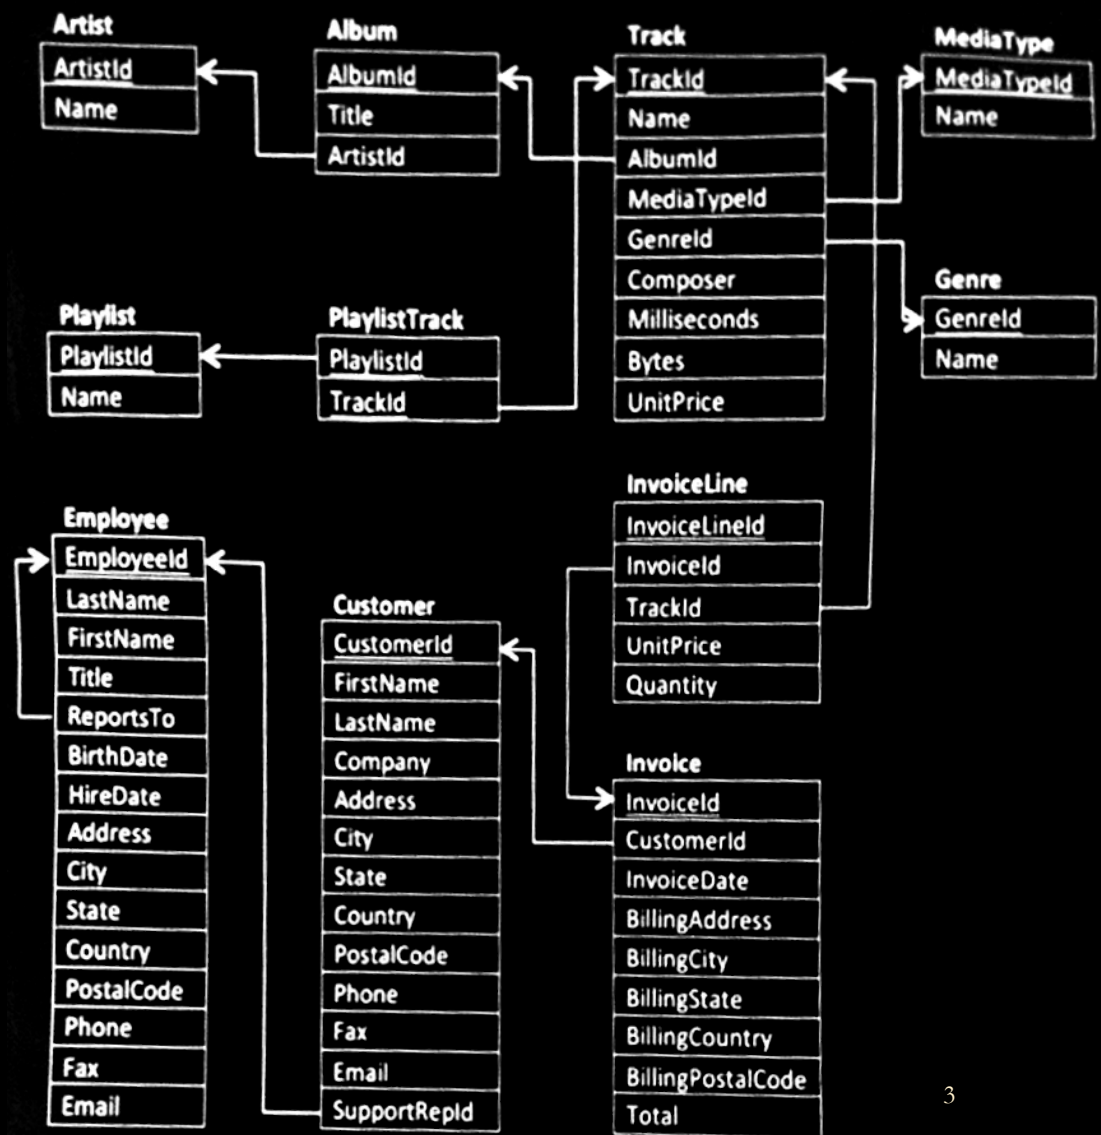 Artist
ArtistId
Name
Album
AlbumId
Title
ArtistId
Track
TrackId
Name
AlbumId
MediaTypeId
GenreId
Composer
Milliseconds
Bytes
UnitPrice
MediaType
MediaTypeId
Name
Genre
GenreId
Name
Playlist
PlaylistId
Name
PlaylistTrack
PlaylistId
TrackId
Employee
EmployeeId
LastName
FirstName
Title
ReportsTo
BirthDate
HireDate
Address
City
State
Country
PostalCode
Phone
Fax
Email
Customer
CustomerId
FirstName
LastName
Company
Address
City
State
Country
PostalCode
Phone
Fax
Email
SupportRepId
InvoiceLine
InvoiceLineId
InvoiceId
TrackId
UnitPrice
Quantity
Invoice
InvoiceId
CustomerId
InvoiceDate
BillingAddress
BillingCity
BillingState
BillingCountry
BillingPostalCode
Total
3